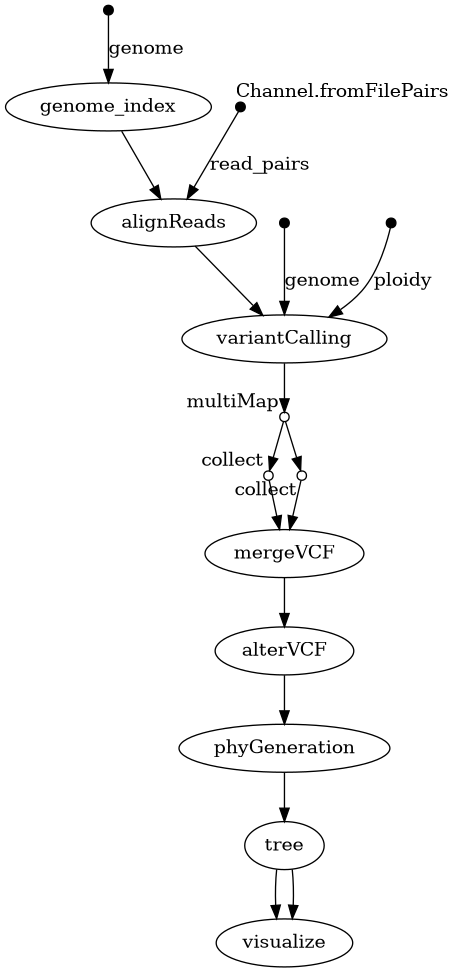 genome
genome_index
Channel.fromFilePairs
read_pairs
alignReads
genome
ploidy
variantCalling
multiMap
collect
collect
mergeVCF
alterVCF
phyGeneration
tree
visualize